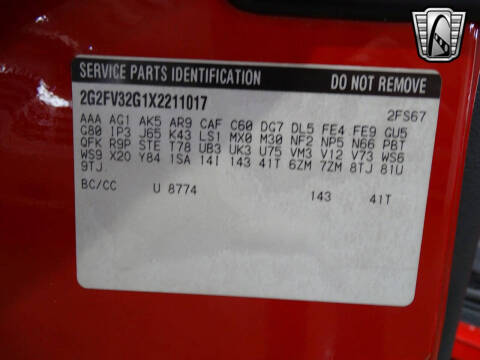 SERVICE PARTS IDENTIFICATION DO NOT REMOVE
2G2FV32G1X2211017 2FS67
AAA AG1 AK5 AR9 CAF C60 DG7 DL5 FE4 FE9 GU5
G80 IP3 J65 K43 LS1 MX0 M30 NF2 NP5 N66 PBT
QFK R9P STE T78 UB3 UK3 U75 VM3 V12 V73 WS6
WS9 X20 Y84 1SA 14I 143 41T 6ZM 7ZM 8TJ 81U
9TJ
BC/CC U 8774 143 41T